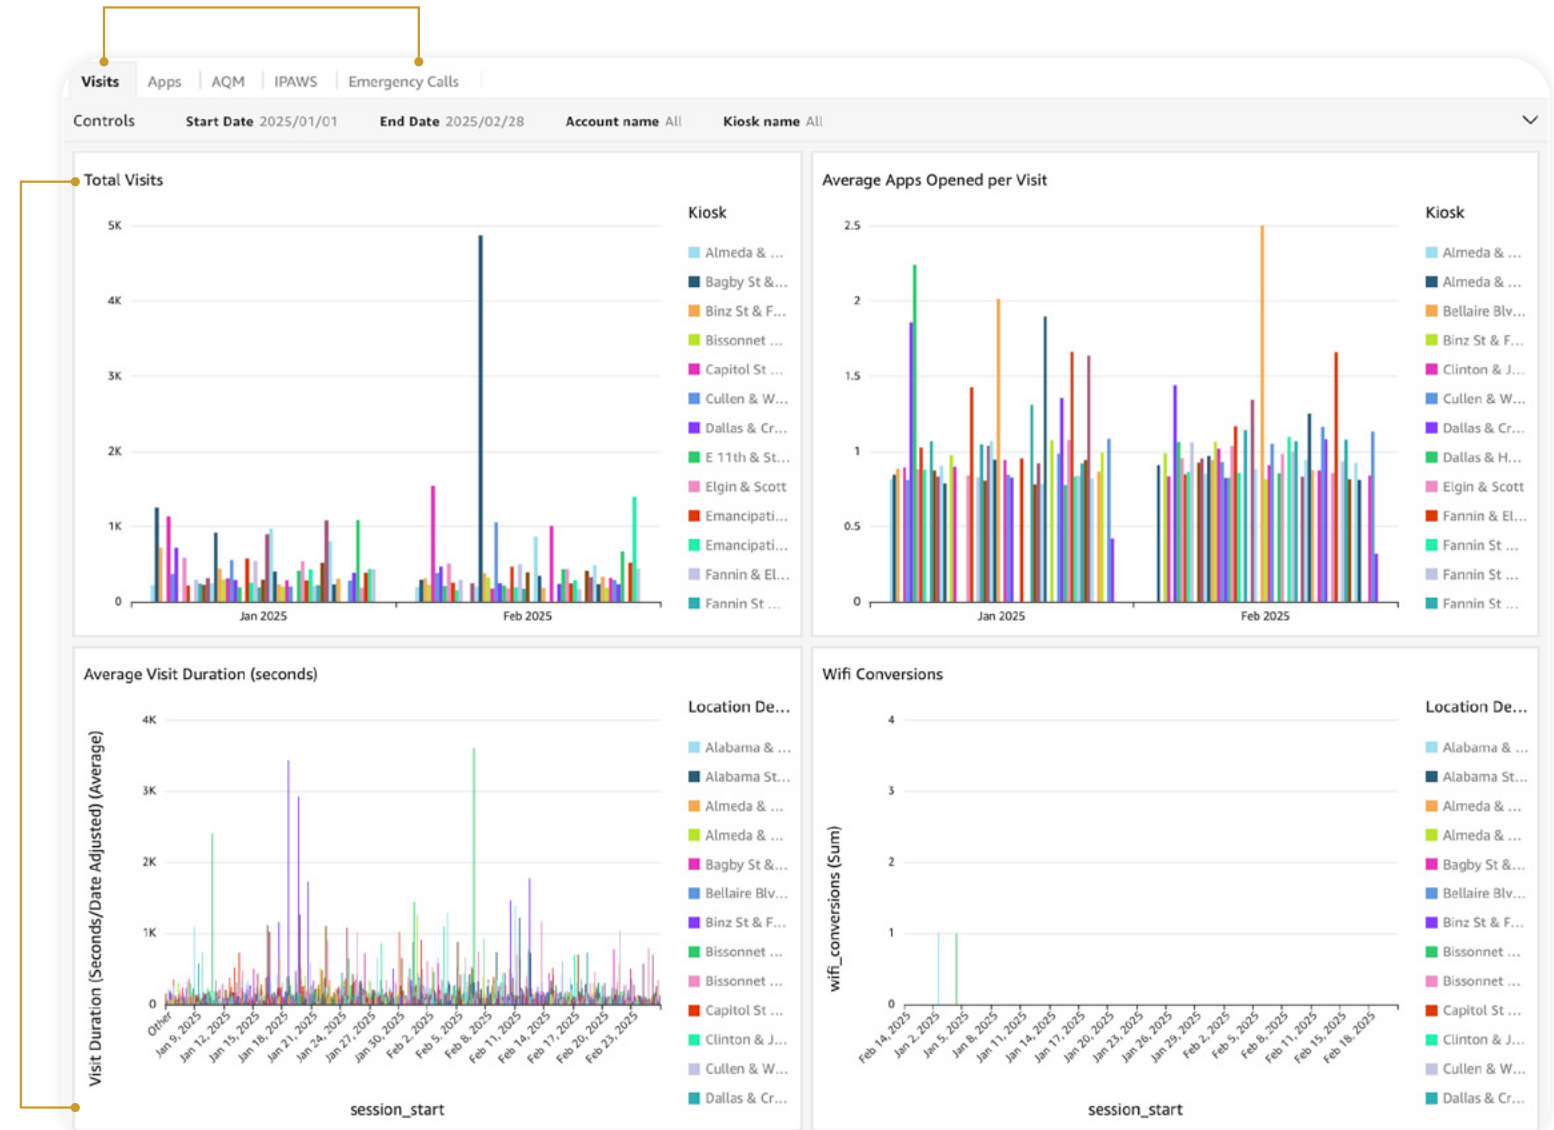 Visits Apps AQM IPAWS Emergency Calls
Controls Start Date 2025/01/01 End Date 2025/02/28 Account name All Kiosk name All
Total Visits
5K
4K
3K
2K
1K
0
Jan 2025 Feb 2025
Kiosk
Almeda & ...
Bagby St &...
Binz St & F...
Bissonnet ...
Capitol St ...
Cullen & W...
Dallas & Cr...
E 11th & St...
Elgin & Scott
Emancipati...
Emancipati...
Fannin & El...
Fannin St ...
Average Apps Opened per Visit
2.5
2
1.5
1
0.5
0
Jan 2025 Feb 2025
Kiosk
Almeda & ...
Almeda & ...
Bellaire Blv...
Binz St & F...
Clinton & J...
Cullen & W...
Dallas & Cr...
Dallas & H...
Elgin & Scott
Fannin & El...
Fannin St ...
Fannin St ...
Fannin St ...
Average Visit Duration (seconds)
Visit Duration (Seconds/Date Adjusted) (Average)
4K
3K
2K
1K
0
Other Jan 9, 2025 Jan 12, 2025 Jan 15, 2025 Jan 18, 2025 Jan 21, 2025 Jan 24, 2025 Jan 27, 2025 Jan 30, 2025 Feb 2, 2025 Feb 5, 2025 Feb 8, 2025 Feb 11, 2025 Feb 14, 2025 Feb 17, 2025 Feb 20, 2025 Feb 23, 2025
session_start
Location De...
Alabama & ...
Alabama St...
Almeda & ...
Almeda & ...
Bagby St &...
Bellaire Blv...
Binz St & F...
Bissonnet ...
Bissonnet ...
Capitol St ...
Clinton & J...
Cullen & W...
Dallas & Cr...
Wifi Conversions
wifi_conversions (Sum)
4
3
2
1
0
Feb 14, 2025 Jan 2, 2025 Jan 5, 2025 Jan 8, 2025 Jan 11, 2025 Jan 14, 2025 Jan 17, 2025 Jan 20, 2025 Jan 23, 2025 Jan 26, 2025 Jan 29, 2025 Feb 2, 2025 Feb 5, 2025 Feb 8, 2025 Feb 11, 2025 Feb 15, 2025 Feb 18, 2025
session_start
Location De...
Alabama & ...
Alabama St...
Almeda & ...
Almeda & ...
Bagby St &...
Bellaire Blv...
Binz St & F...
Bissonnet ...
Bissonnet ...
Capitol St ...
Clinton & J...
Cullen & W...
Dallas & Cr...